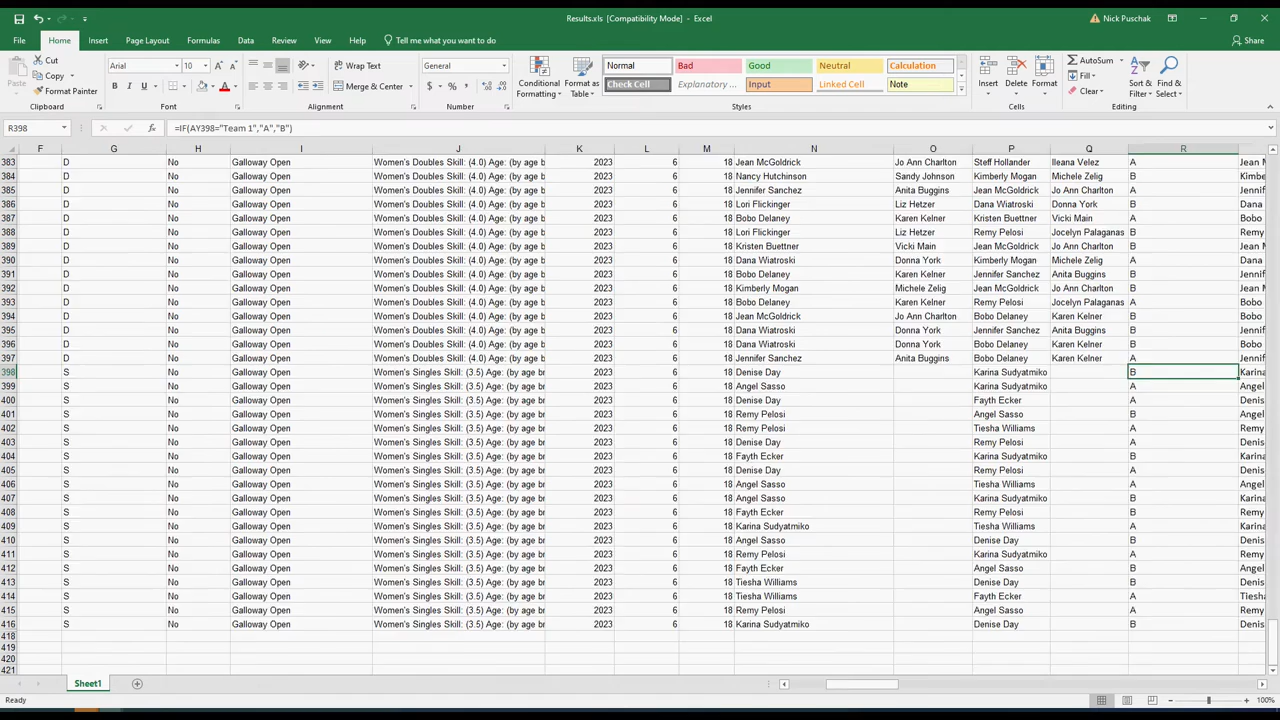 Results.xls [Compatibility Mode] - Excel
Nick Puschak
File Home Insert Page Layout Formulas Data Review View Help Tell me what you want to do Share
Cut
Copy
Format Painter
Paste
Clipboard
Arial 10
B I U
Font
Wrap Text
Merge & Center
Alignment
General
$ % ,
Number
Conditional Formatting
Format as Table
Normal Bad Good Neutral Calculation
Check Cell Explanatory ... Input Linked Cell Note
Styles
Insert Delete Format
Cells
AutoSum
Fill
Clear
Sort & Filter
Find & Select
Editing
R398 fx =IF(AY398="Team 1","A","B")
F G H I J K L M N O P Q R
383 D No Galloway Open Women's Doubles Skill: (4.0) Age: (by age b 2023 6 18 Jean McGoldrick Jo Ann Charlton Steff Hollander Ileana Velez A Jean M
384 D No Galloway Open Women's Doubles Skill: (4.0) Age: (by age b 2023 6 18 Nancy Hutchinson Sandy Johnson Kimberly Mogan Michele Zelig B Kimbe
385 D No Galloway Open Women's Doubles Skill: (4.0) Age: (by age b 2023 6 18 Jennifer Sanchez Anita Buggins Jean McGoldrick Jo Ann Charlton A Jennif
386 D No Galloway Open Women's Doubles Skill: (4.0) Age: (by age b 2023 6 18 Lori Flickinger Liz Hetzer Dana Wiatroski Donna York B Dana
387 D No Galloway Open Women's Doubles Skill: (4.0) Age: (by age b 2023 6 18 Bobo Delaney Karen Kelner Kristen Buettner Vicki Main A Bobo
388 D No Galloway Open Women's Doubles Skill: (4.0) Age: (by age b 2023 6 18 Lori Flickinger Liz Hetzer Remy Pelosi Jocelyn Palaganas B Remy
389 D No Galloway Open Women's Doubles Skill: (4.0) Age: (by age b 2023 6 18 Kristen Buettner Vicki Main Jean McGoldrick Jo Ann Charlton B Jean M
390 D No Galloway Open Women's Doubles Skill: (4.0) Age: (by age b 2023 6 18 Dana Wiatroski Donna York Kimberly Mogan Michele Zelig A Dana
391 D No Galloway Open Women's Doubles Skill: (4.0) Age: (by age b 2023 6 18 Bobo Delaney Karen Kelner Jennifer Sanchez Anita Buggins B Jennif
392 D No Galloway Open Women's Doubles Skill: (4.0) Age: (by age b 2023 6 18 Kimberly Mogan Michele Zelig Jean McGoldrick Jo Ann Charlton B Jean M
393 D No Galloway Open Women's Doubles Skill: (4.0) Age: (by age b 2023 6 18 Bobo Delaney Karen Kelner Remy Pelosi Jocelyn Palaganas A Bobo
394 D No Galloway Open Women's Doubles Skill: (4.0) Age: (by age b 2023 6 18 Jean McGoldrick Jo Ann Charlton Bobo Delaney Karen Kelner B Bobo
395 D No Galloway Open Women's Doubles Skill: (4.0) Age: (by age b 2023 6 18 Dana Wiatroski Donna York Jennifer Sanchez Anita Buggins B Jennif
396 D No Galloway Open Women's Doubles Skill: (4.0) Age: (by age b 2023 6 18 Dana Wiatroski Donna York Bobo Delaney Karen Kelner B Bobo
397 D No Galloway Open Women's Doubles Skill: (4.0) Age: (by age b 2023 6 18 Jennifer Sanchez Anita Buggins Bobo Delaney Karen Kelner A Jennif
398 S No Galloway Open Women's Singles Skill: (3.5) Age: (by age br 2023 6 18 Denise Day Karina Sudyatmiko B Karina
399 S No Galloway Open Women's Singles Skill: (3.5) Age: (by age br 2023 6 18 Angel Sasso Karina Sudyatmiko A Angel
400 S No Galloway Open Women's Singles Skill: (3.5) Age: (by age br 2023 6 18 Denise Day Fayth Ecker A Denis
401 S No Galloway Open Women's Singles Skill: (3.5) Age: (by age br 2023 6 18 Remy Pelosi Angel Sasso B Angel
402 S No Galloway Open Women's Singles Skill: (3.5) Age: (by age br 2023 6 18 Remy Pelosi Tiesha Williams A Remy
403 S No Galloway Open Women's Singles Skill: (3.5) Age: (by age br 2023 6 18 Denise Day Remy Pelosi A Denis
404 S No Galloway Open Women's Singles Skill: (3.5) Age: (by age br 2023 6 18 Fayth Ecker Karina Sudyatmiko B Karina
405 S No Galloway Open Women's Singles Skill: (3.5) Age: (by age br 2023 6 18 Denise Day Remy Pelosi A Denis
406 S No Galloway Open Women's Singles Skill: (3.5) Age: (by age br 2023 6 18 Angel Sasso Tiesha Williams A Angel
407 S No Galloway Open Women's Singles Skill: (3.5) Age: (by age br 2023 6 18 Angel Sasso Karina Sudyatmiko B Karina
408 S No Galloway Open Women's Singles Skill: (3.5) Age: (by age br 2023 6 18 Fayth Ecker Remy Pelosi B Remy
409 S No Galloway Open Women's Singles Skill: (3.5) Age: (by age br 2023 6 18 Karina Sudyatmiko Tiesha Williams A Karina
410 S No Galloway Open Women's Singles Skill: (3.5) Age: (by age br 2023 6 18 Angel Sasso Denise Day B Denis
411 S No Galloway Open Women's Singles Skill: (3.5) Age: (by age br 2023 6 18 Remy Pelosi Karina Sudyatmiko A Remy
412 S No Galloway Open Women's Singles Skill: (3.5) Age: (by age br 2023 6 18 Fayth Ecker Angel Sasso B Angel
413 S No Galloway Open Women's Singles Skill: (3.5) Age: (by age br 2023 6 18 Tiesha Williams Denise Day B Denis
414 S No Galloway Open Women's Singles Skill: (3.5) Age: (by age br 2023 6 18 Tiesha Williams Fayth Ecker A Tiesha
415 S No Galloway Open Women's Singles Skill: (3.5) Age: (by age br 2023 6 18 Remy Pelosi Angel Sasso A Remy
416 S No Galloway Open Women's Singles Skill: (3.5) Age: (by age br 2023 6 18 Karina Sudyatmiko Denise Day B Denis
418
419
420
421
Sheet1
Ready
100%